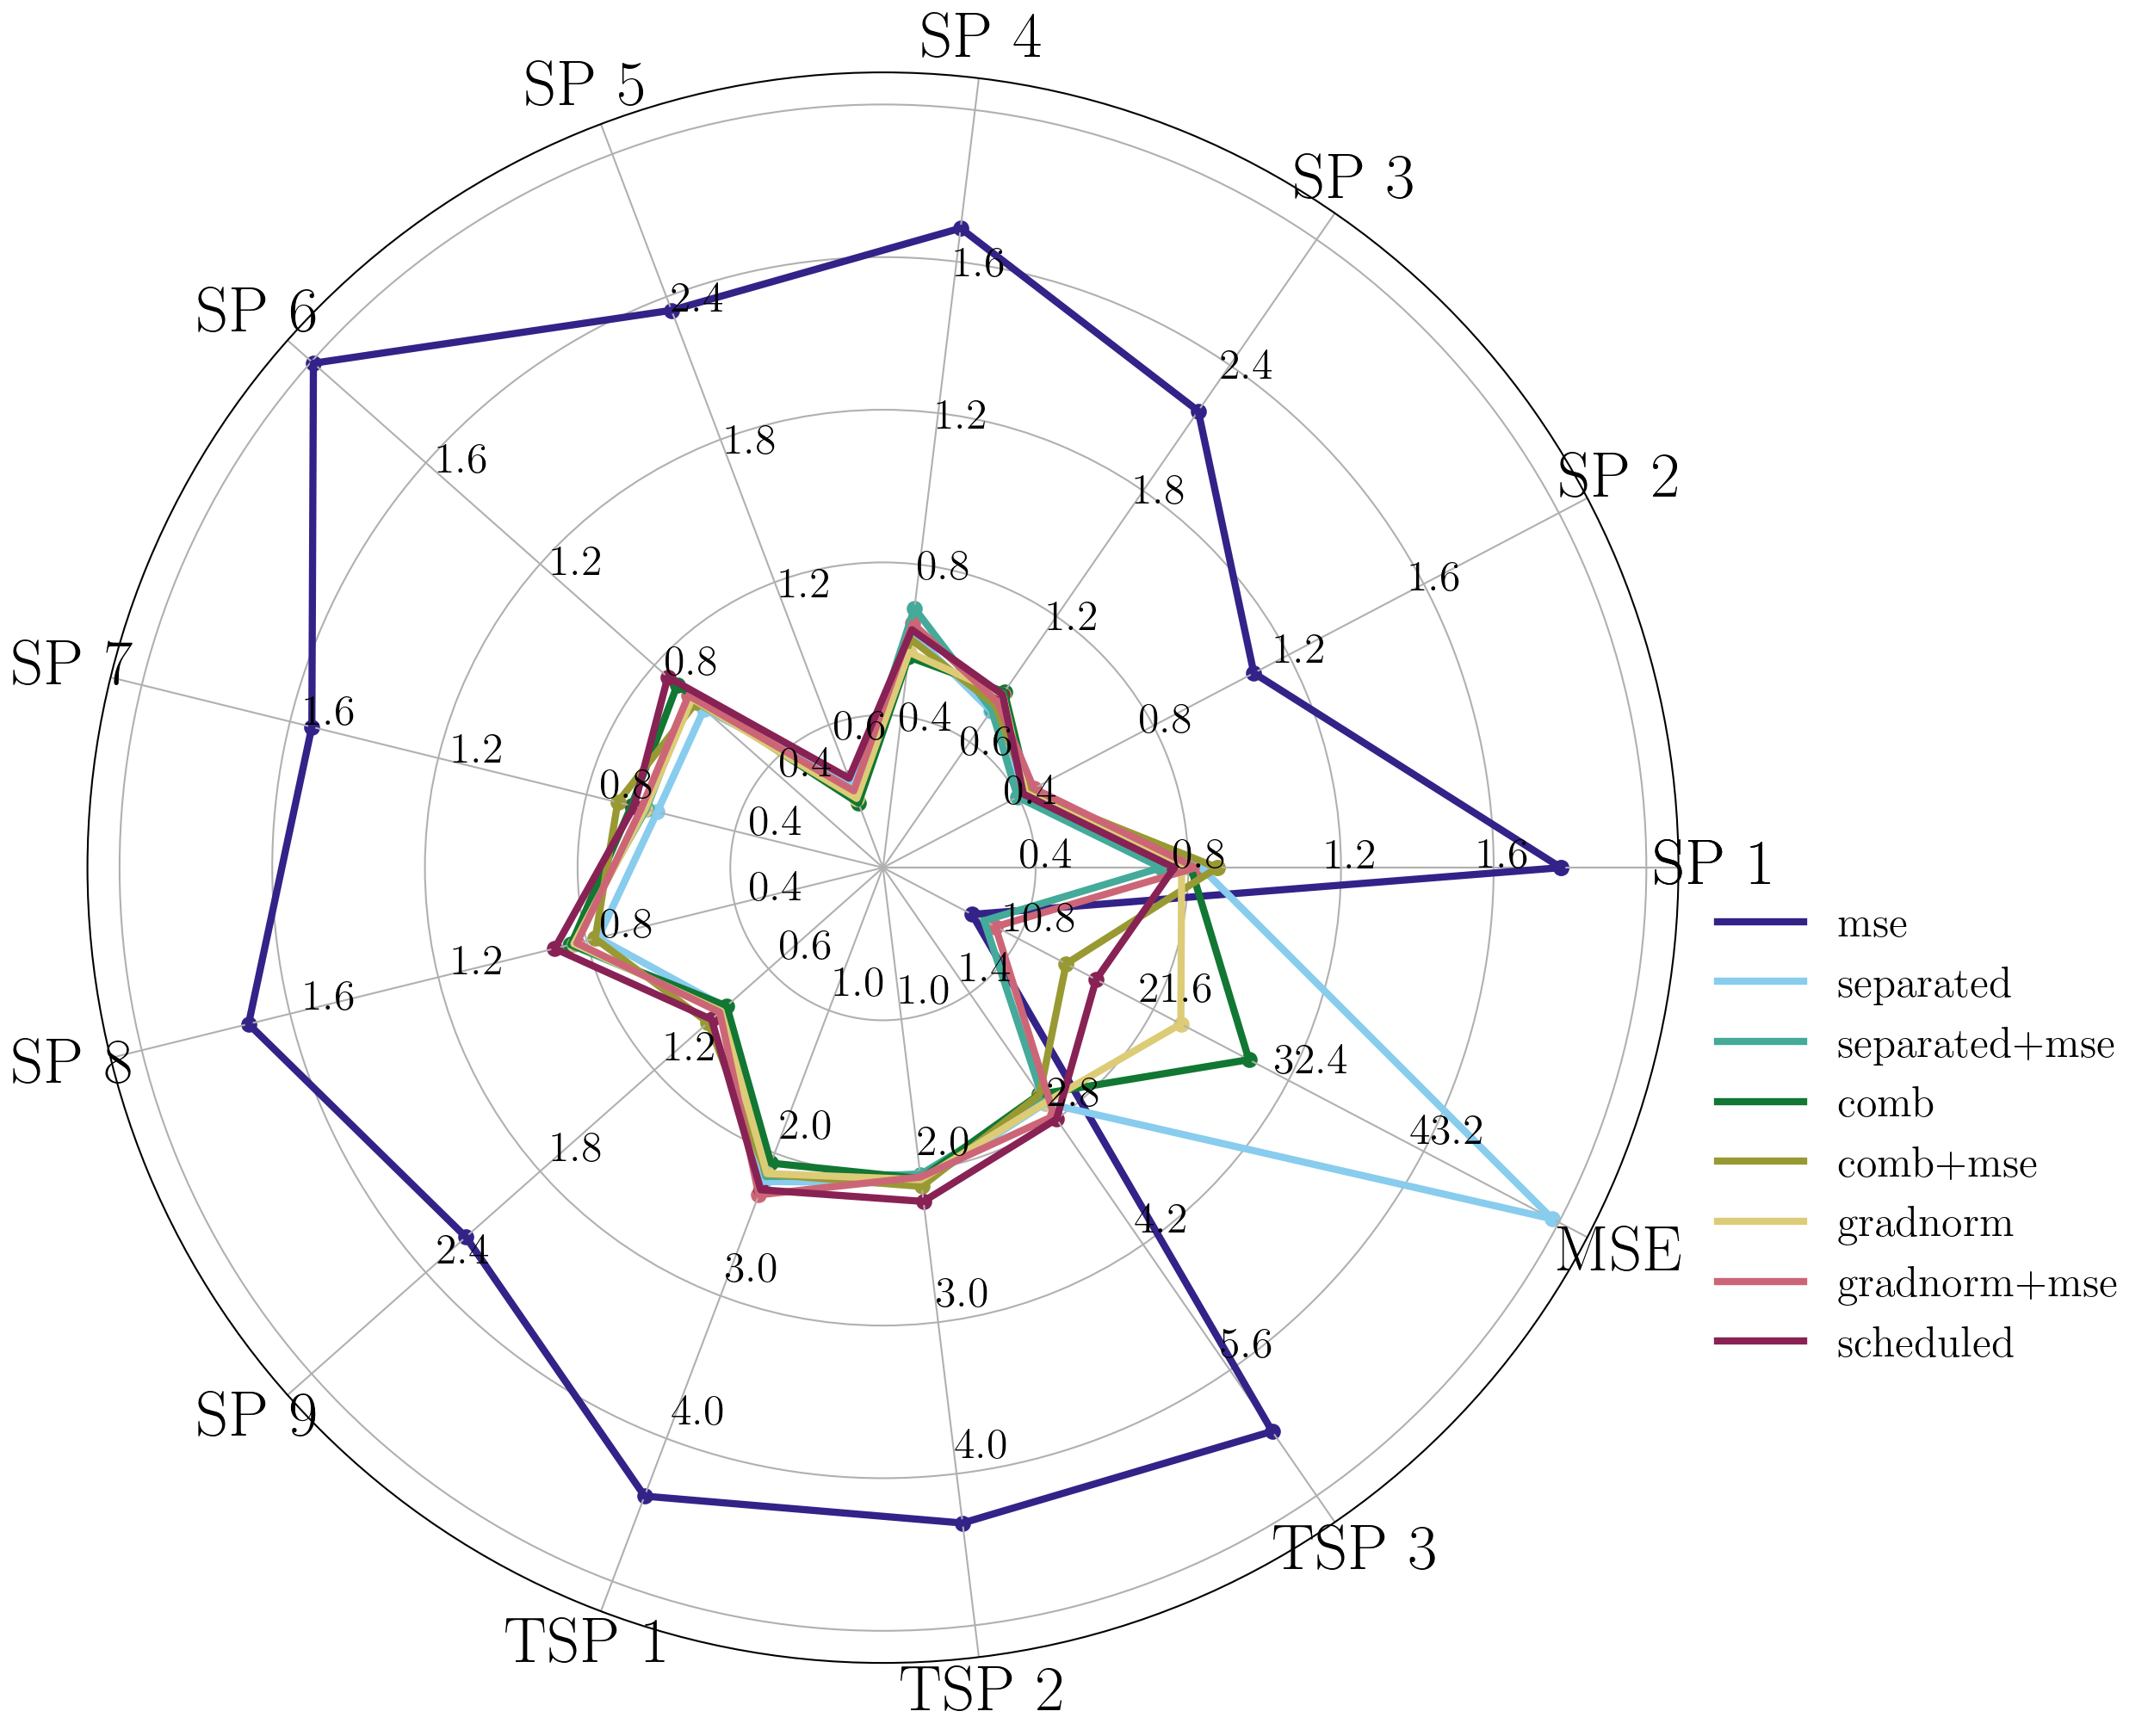 SP 4
SP 5
SP 3
SP 6
SP 2
SP 7
SP 1
SP 8
MSE
SP 9
TSP 3
TSP 1
TSP 2
0.4
0.8
1.2
1.6
0.4
0.8
1.2
1.6
0.6
1.2
1.8
2.4
0.4
0.8
1.2
1.6
0.6
1.2
1.8
2.4
0.4
0.8
1.2
1.6
0.4
0.8
1.2
1.6
0.4
0.8
1.2
1.6
0.6
1.2
1.8
2.4
1.0
2.0
3.0
4.0
1.0
2.0
3.0
4.0
1.4
2.8
4.2
5.6
10.8
21.6
32.4
43.2
mse
separated
separated+mse
comb
comb+mse
gradnorm
gradnorm+mse
scheduled